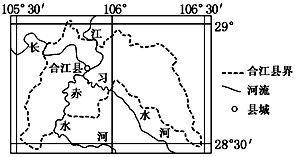 105°30′ 106° 106°30′
29°
长 江
合江县
赤 习
水 水
河 河
28°30′
合江县界
河流
县城